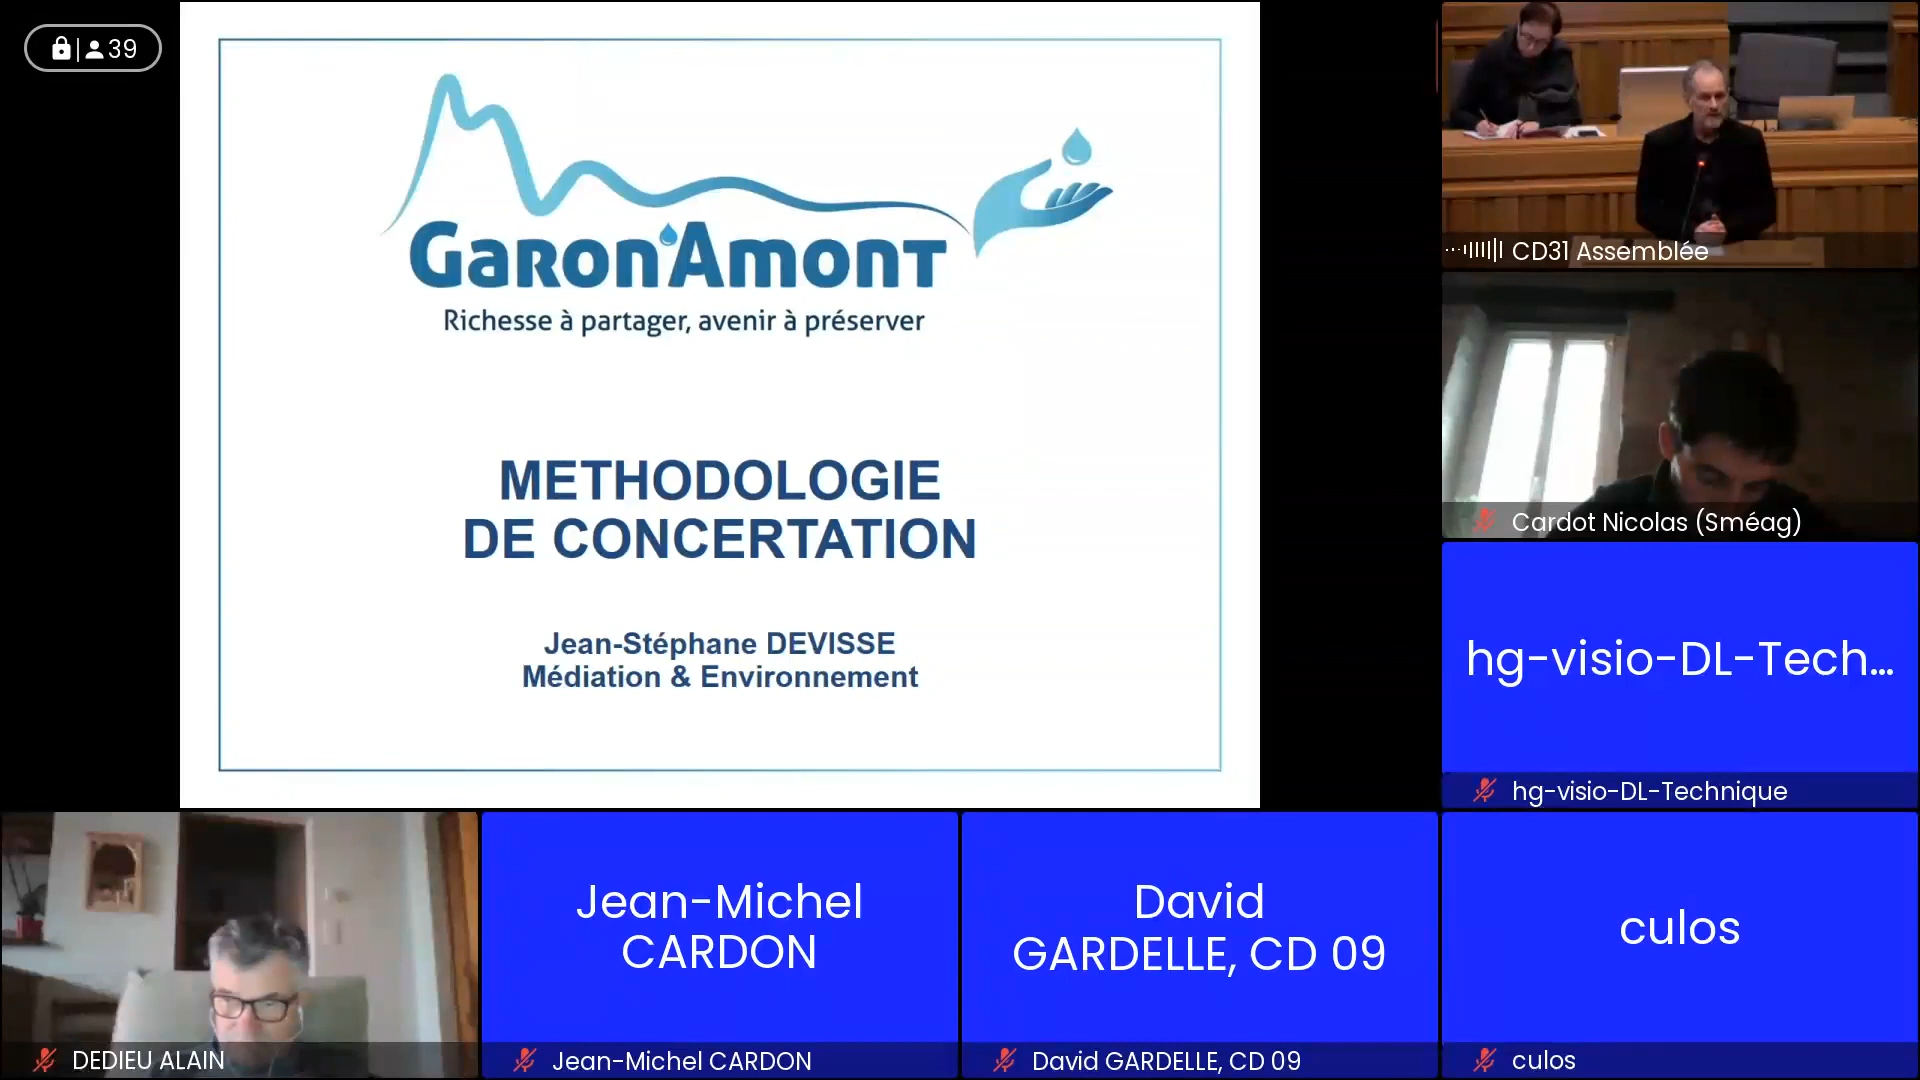 39
GARON'AMONT
Richesse à partager, avenir à préserver
METHODOLOGIE
DE CONCERTATION
Jean-Stéphane DEVISSE
Médiation & Environnement
CD31 Assemblée
Cardot Nicolas (Sméag)
hg-visio-DL-Tech...
hg-visio-DL-Technique
DEDIEU ALAIN
Jean-Michel
CARDON
Jean-Michel CARDON
David
GARDELLE, CD 09
David GARDELLE, CD 09
culos
culos